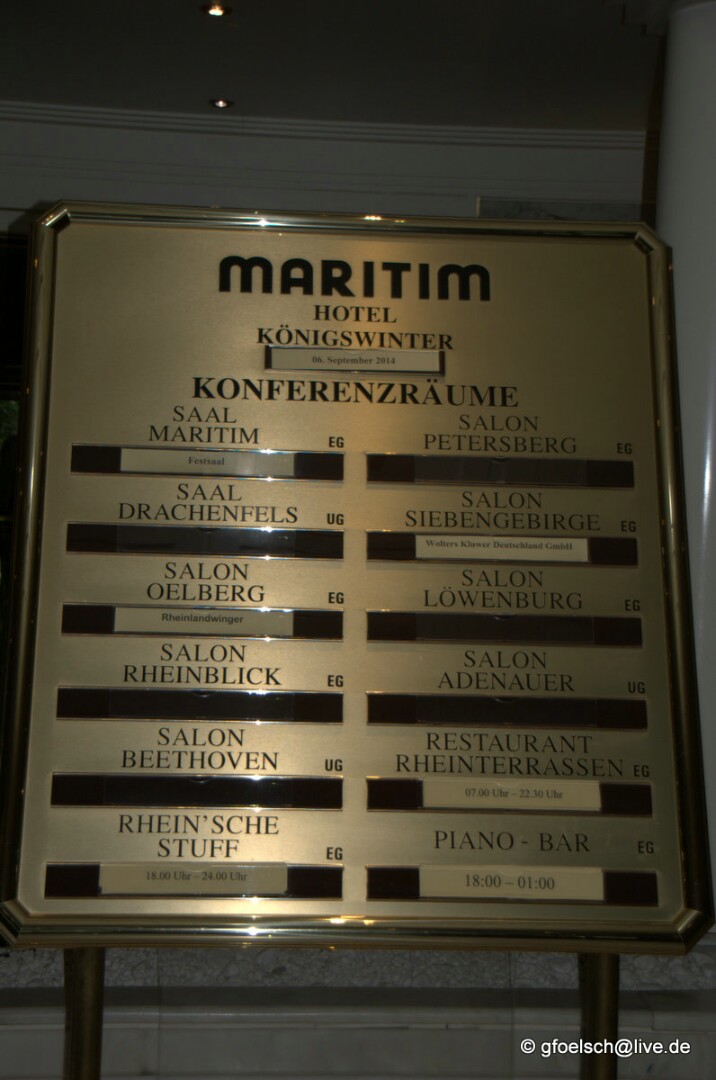 MARITIM
HOTEL
KÖNIGSWINTER
06. September 2014
KONFERENZRÄUME
SAAL
MARITIM EG
Festsaal
SAAL
DRACHENFELS UG
SALON
OELBERG EG
Rheinlandwinger
SALON
RHEINBLICK EG
SALON
BEETHOVEN UG
RHEIN'SCHE
STUFF EG
18.00 Uhr – 24.00 Uhr
SALON
PETERSBERG EG
SALON
SIEBENGEBIRGE EG
Wolters Kluwer Deutschland GmbH
SALON
LÖWENBURG EG
SALON
ADENAUER UG
RESTAURANT
RHEINTERRASSEN EG
07.00 Uhr – 22.30 Uhr
PIANO - BAR EG
18:00 – 01:00
© gfoelsch@live.de